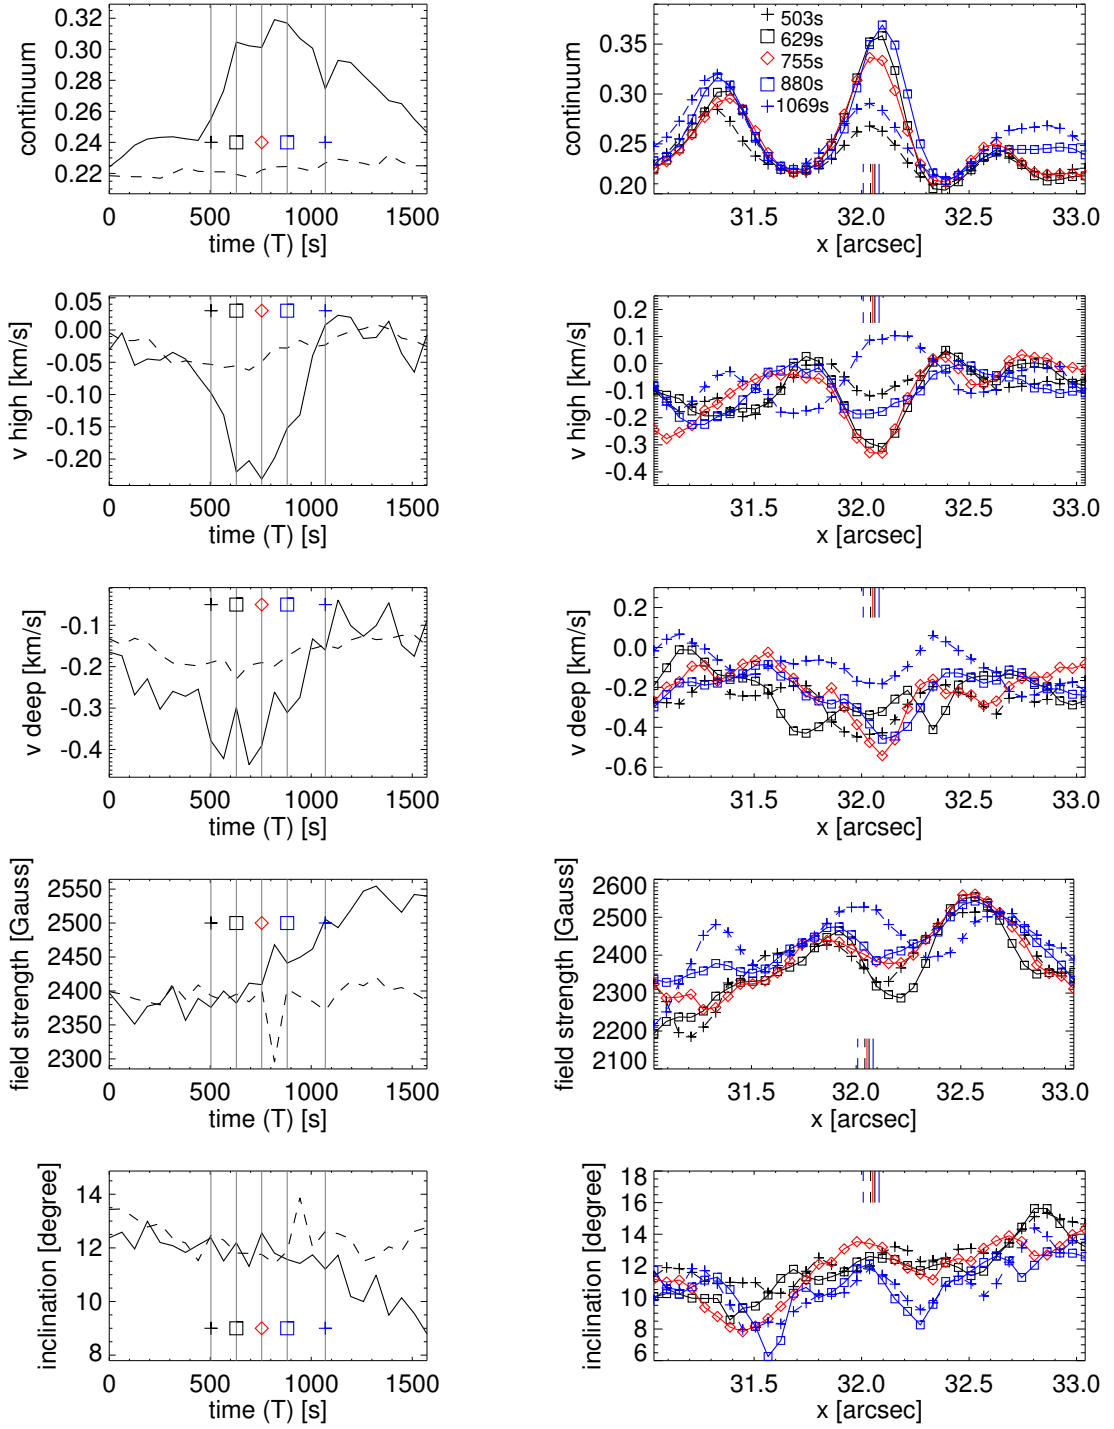 continuum
0.32
0.30
0.28
0.26
0.24
0.22
0 500 1000 1500
time (T) [s]
continuum
0.35
0.30
0.25
0.20
503s
629s
755s
880s
1069s
31.5 32.0 32.5 33.0
x [arcsec]
v high [km/s]
0.05
0.00
-0.05
-0.10
-0.15
-0.20
0 500 1000 1500
time (T) [s]
v high [km/s]
0.2
0.1
0.0
-0.1
-0.2
-0.3
-0.4
31.5 32.0 32.5 33.0
x [arcsec]
v deep [km/s]
-0.1
-0.2
-0.3
-0.4
0 500 1000 1500
time (T) [s]
v deep [km/s]
0.2
0.0
-0.2
-0.4
-0.6
31.5 32.0 32.5 33.0
x [arcsec]
field strength [Gauss]
2550
2500
2450
2400
2350
2300
0 500 1000 1500
time (T) [s]
field strength [Gauss]
2600
2500
2400
2300
2200
2100
31.5 32.0 32.5 33.0
x [arcsec]
inclination [degree]
14
12
10
8
0 500 1000 1500
time (T) [s]
inclination [degree]
18
16
14
12
10
8
6
31.5 32.0 32.5 33.0
x [arcsec]